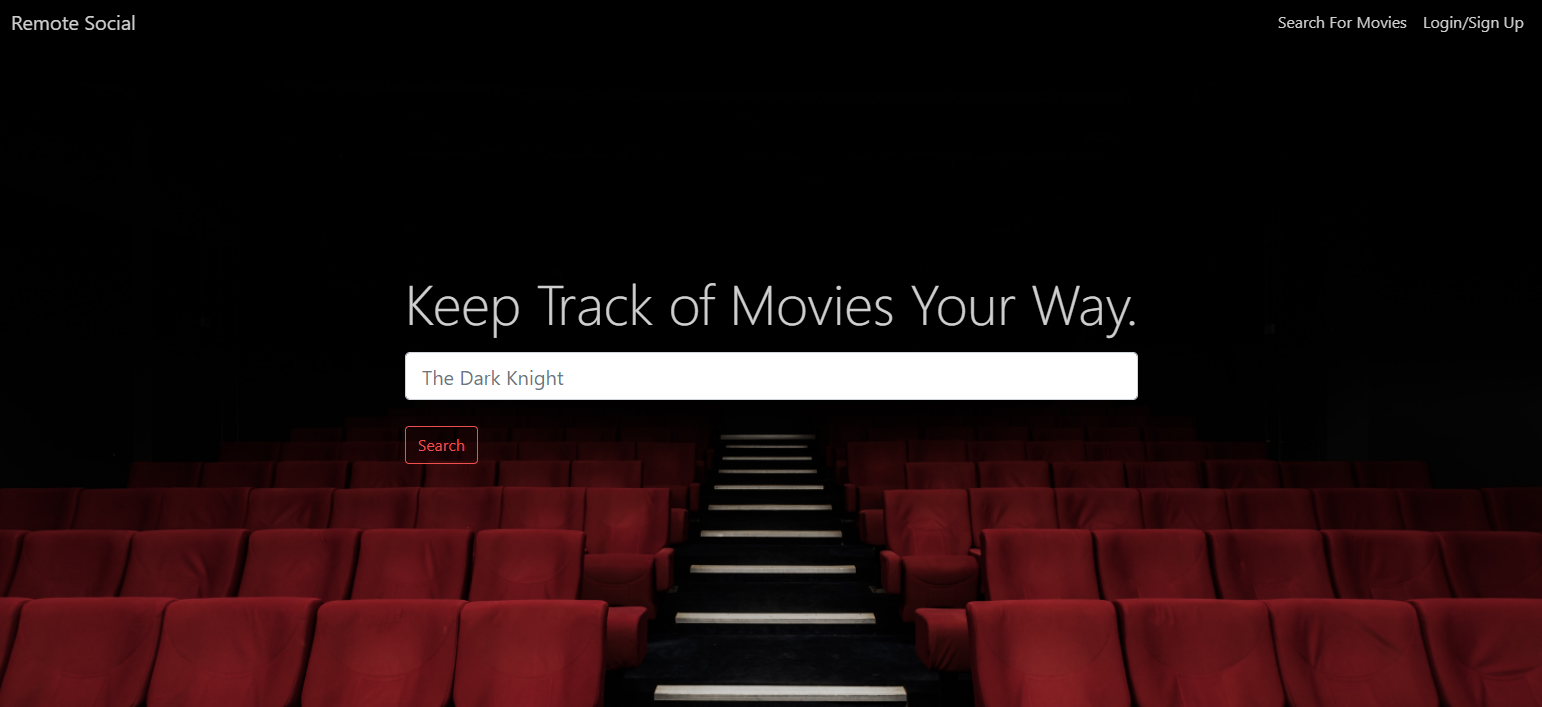 Remote Social
Search For Movies
Login/Sign Up
Keep Track of Movies Your Way.
The Dark Knight
Search